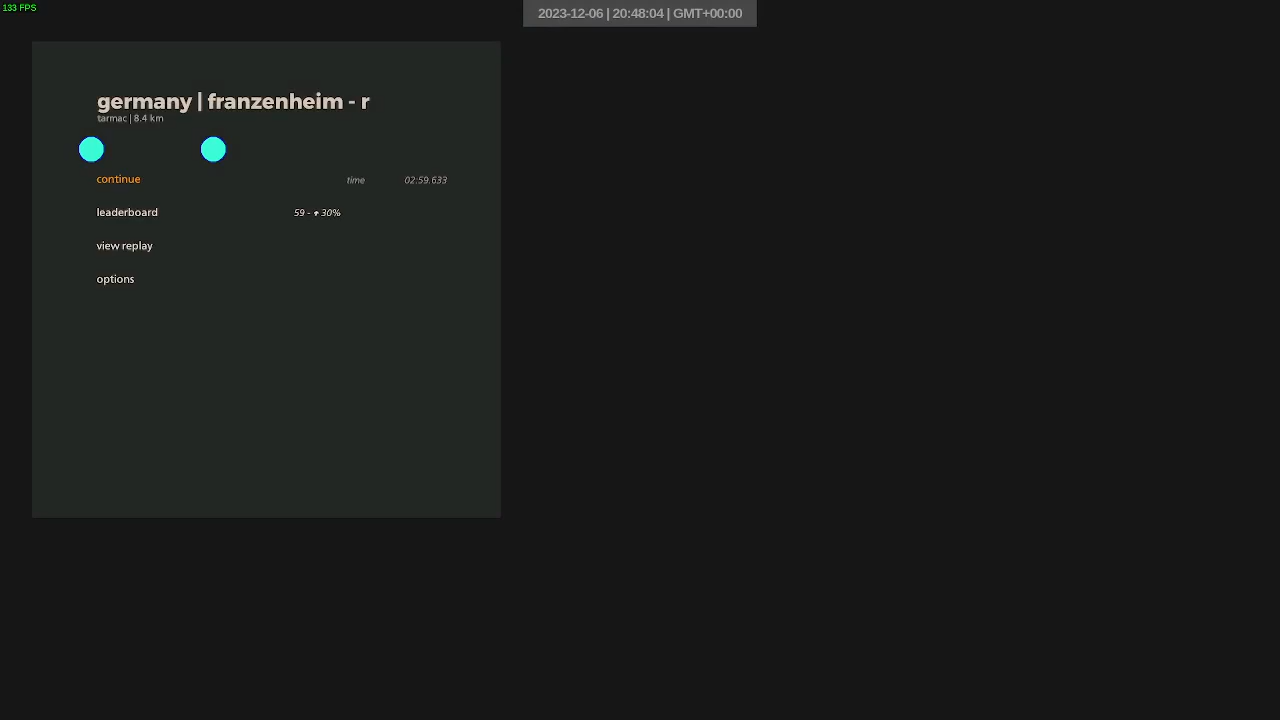 133 FPS
2023-12-06 | 20:48:04 | GMT+00:00
germany | franzenheim - r
tarmac | 8.4 km
continue time 02:59.633
leaderboard 59 - ↑ 30%
view replay
options